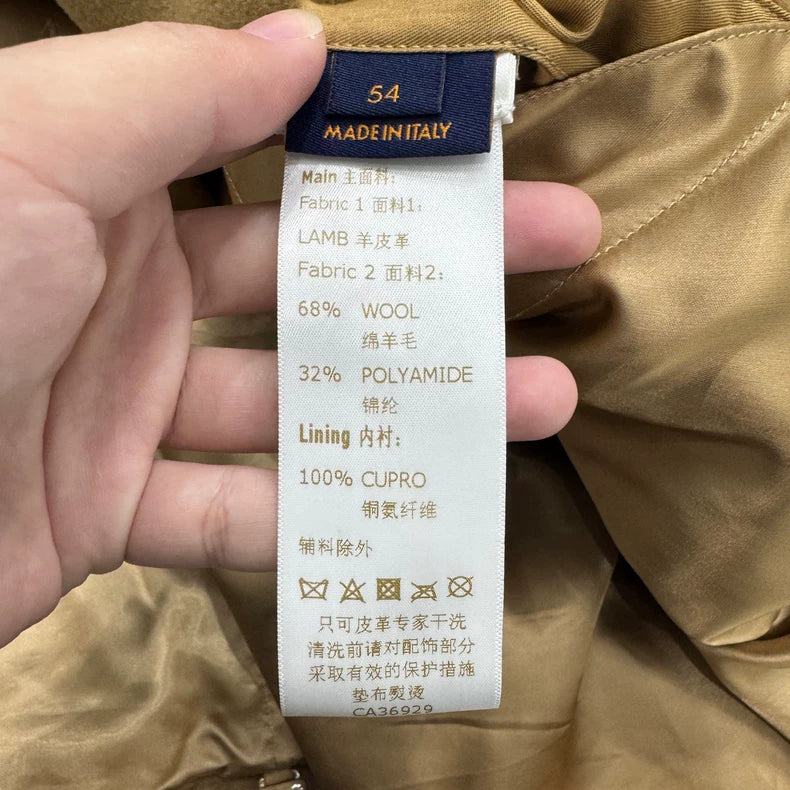 54
MADE IN ITALY
Main 主面料:
Fabric 1 面料1:
LAMB 羊皮革
Fabric 2 面料2:
68% WOOL
绵羊毛
32% POLYAMIDE
锦纶
Lining 内衬:
100% CUPRO
铜氨纤维
辅料除外
只可皮革专家干洗
清洗前请对配饰部分
采取有效的保护措施
垫布熨烫
CA36929